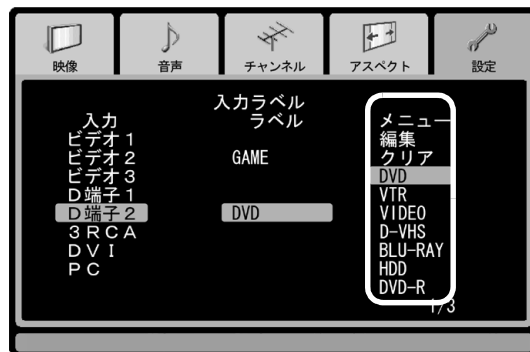 映像
音声
チャンネル
アスペクト
設定
入力ラベル
入力
ラベル
メニュー
ビデオ1
編集
ビデオ2
GAME
クリア
ビデオ3
DVD
D端子1
VTR
D端子2
DVD
VIDEO
3RCA
D-VHS
DVI
BLU-RAY
PC
HDD
DVD-R
1/3